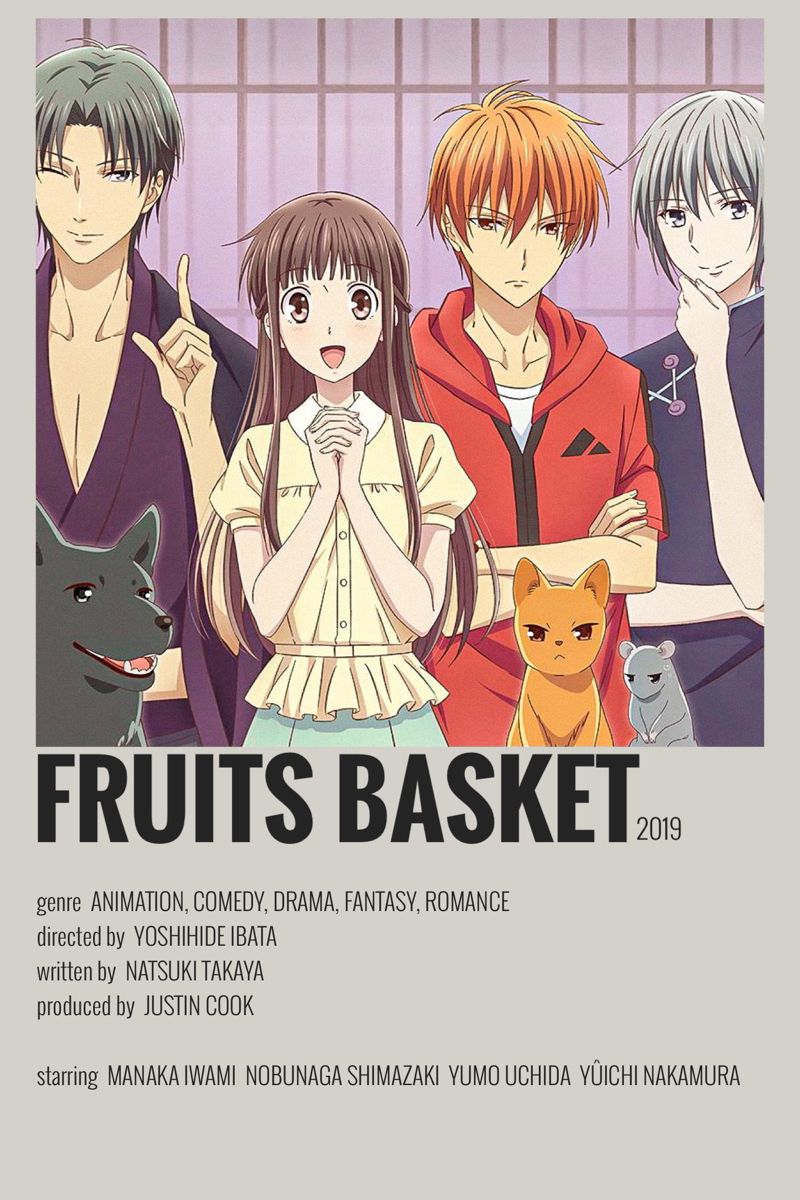 FRUITS BASKET 2019
genre ANIMATION, COMEDY, DRAMA, FANTASY, ROMANCE
directed by YOSHIHIDE IBATA
written by NATSUKI TAKAYA
produced by JUSTIN COOK
starring MANAKA IWAMI NOBUNAGA SHIMAZAKI YUMO UCHIDA YÛICHI NAKAMURA